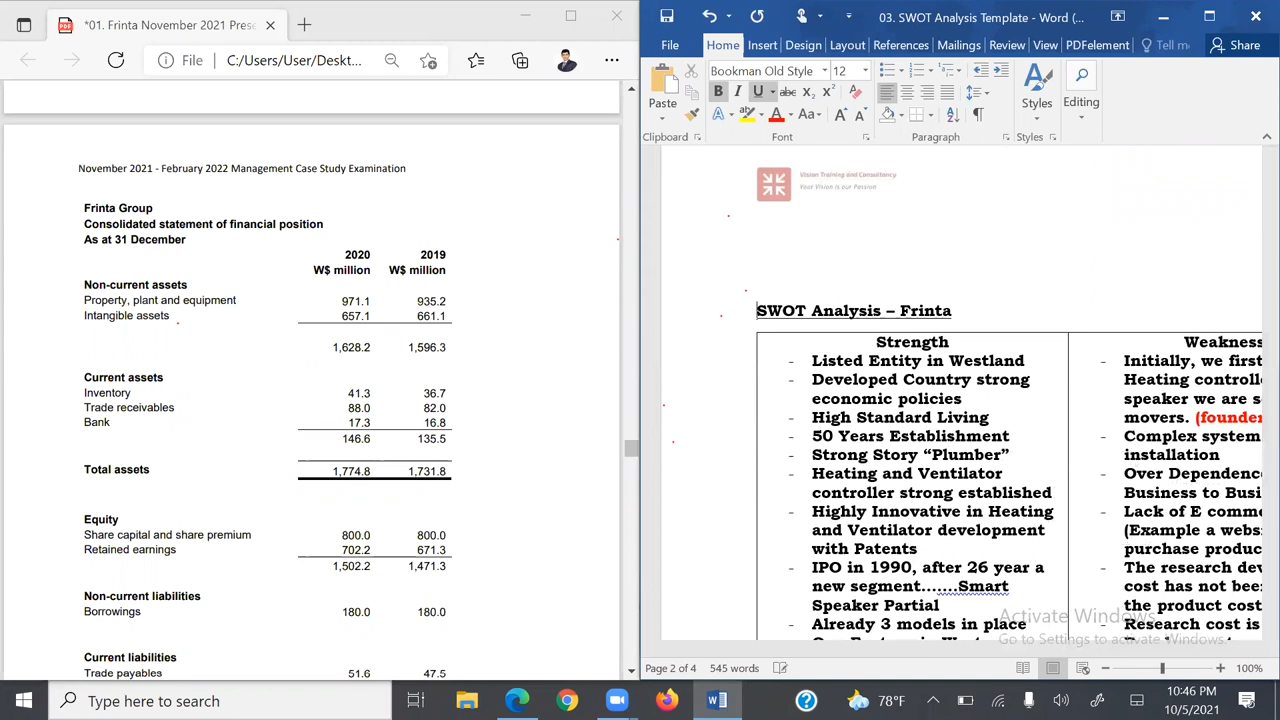 *01. Frinta November 2021 Prese
File
C:/Users/User/Deskt...
November 2021 - February 2022 Management Case Study Examination
Frinta Group
Consolidated statement of financial position
As at 31 December
2020 2019
W$ million W$ million
Non-current assets
Property, plant and equipment 971.1 935.2
Intangible assets 657.1 661.1
1,628.2 1,596.3
Current assets
Inventory 41.3 36.7
Trade receivables 88.0 82.0
Bank 17.3 16.8
146.6 135.5
Total assets 1,774.8 1,731.8
Equity
Share capital and share premium 800.0 800.0
Retained earnings 702.2 671.3
1,502.2 1,471.3
Non-current liabilities
Borrowings 180.0 180.0
Current liabilities
Trade payables 51.6 47.5
03. SWOT Analysis Template - Word (...
File Home Insert Design Layout References Mailings Review View PDFelement Tell me Share
Bookman Old Style 12
Paste
Styles
Editing
Clipboard Font Paragraph Styles
Vision Training and Consultancy
Your Vision is our Passion
SWOT Analysis – Frinta
Strength
- Listed Entity in Westland
- Developed Country strong
economic policies
- High Standard Living
- 50 Years Establishment
- Strong Story “Plumber”
- Heating and Ventilator
controller strong established
- Highly Innovative in Heating
and Ventilator development
with Patents
- IPO in 1990, after 26 year a
new segment…….Smart
Speaker Partial
- Already 3 models in place
Weakness
- Initially, we first
Heating controlle
speaker we are s
movers. (founder
- Complex system
installation
- Over Dependenc
Business to Busi
- Lack of E comme
(Example a webs
purchase produc
- The research dev
cost has not bee
the product cost
- Research cost is
Activate Windows
Go to Settings to activate Windows.
Page 2 of 4 545 words 100%
Type here to search
78°F
10:46 PM
10/5/2021